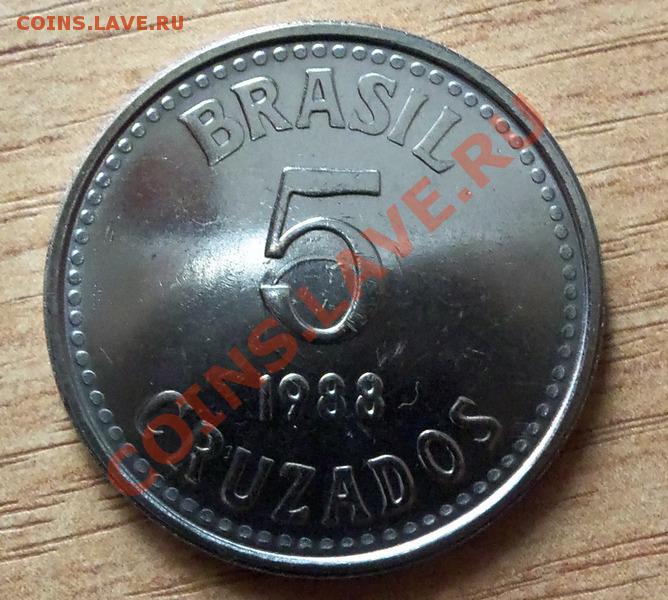 COINS.LAVE.RU
BRASIL
5
1988
CRUZADOS
COINS.LAVE.RU